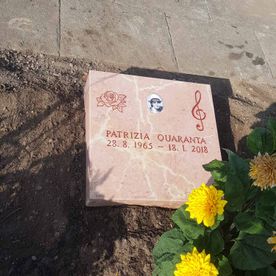 PATRIZIA QUARANTA
28. 8. 1965 – 18. 1. 2018